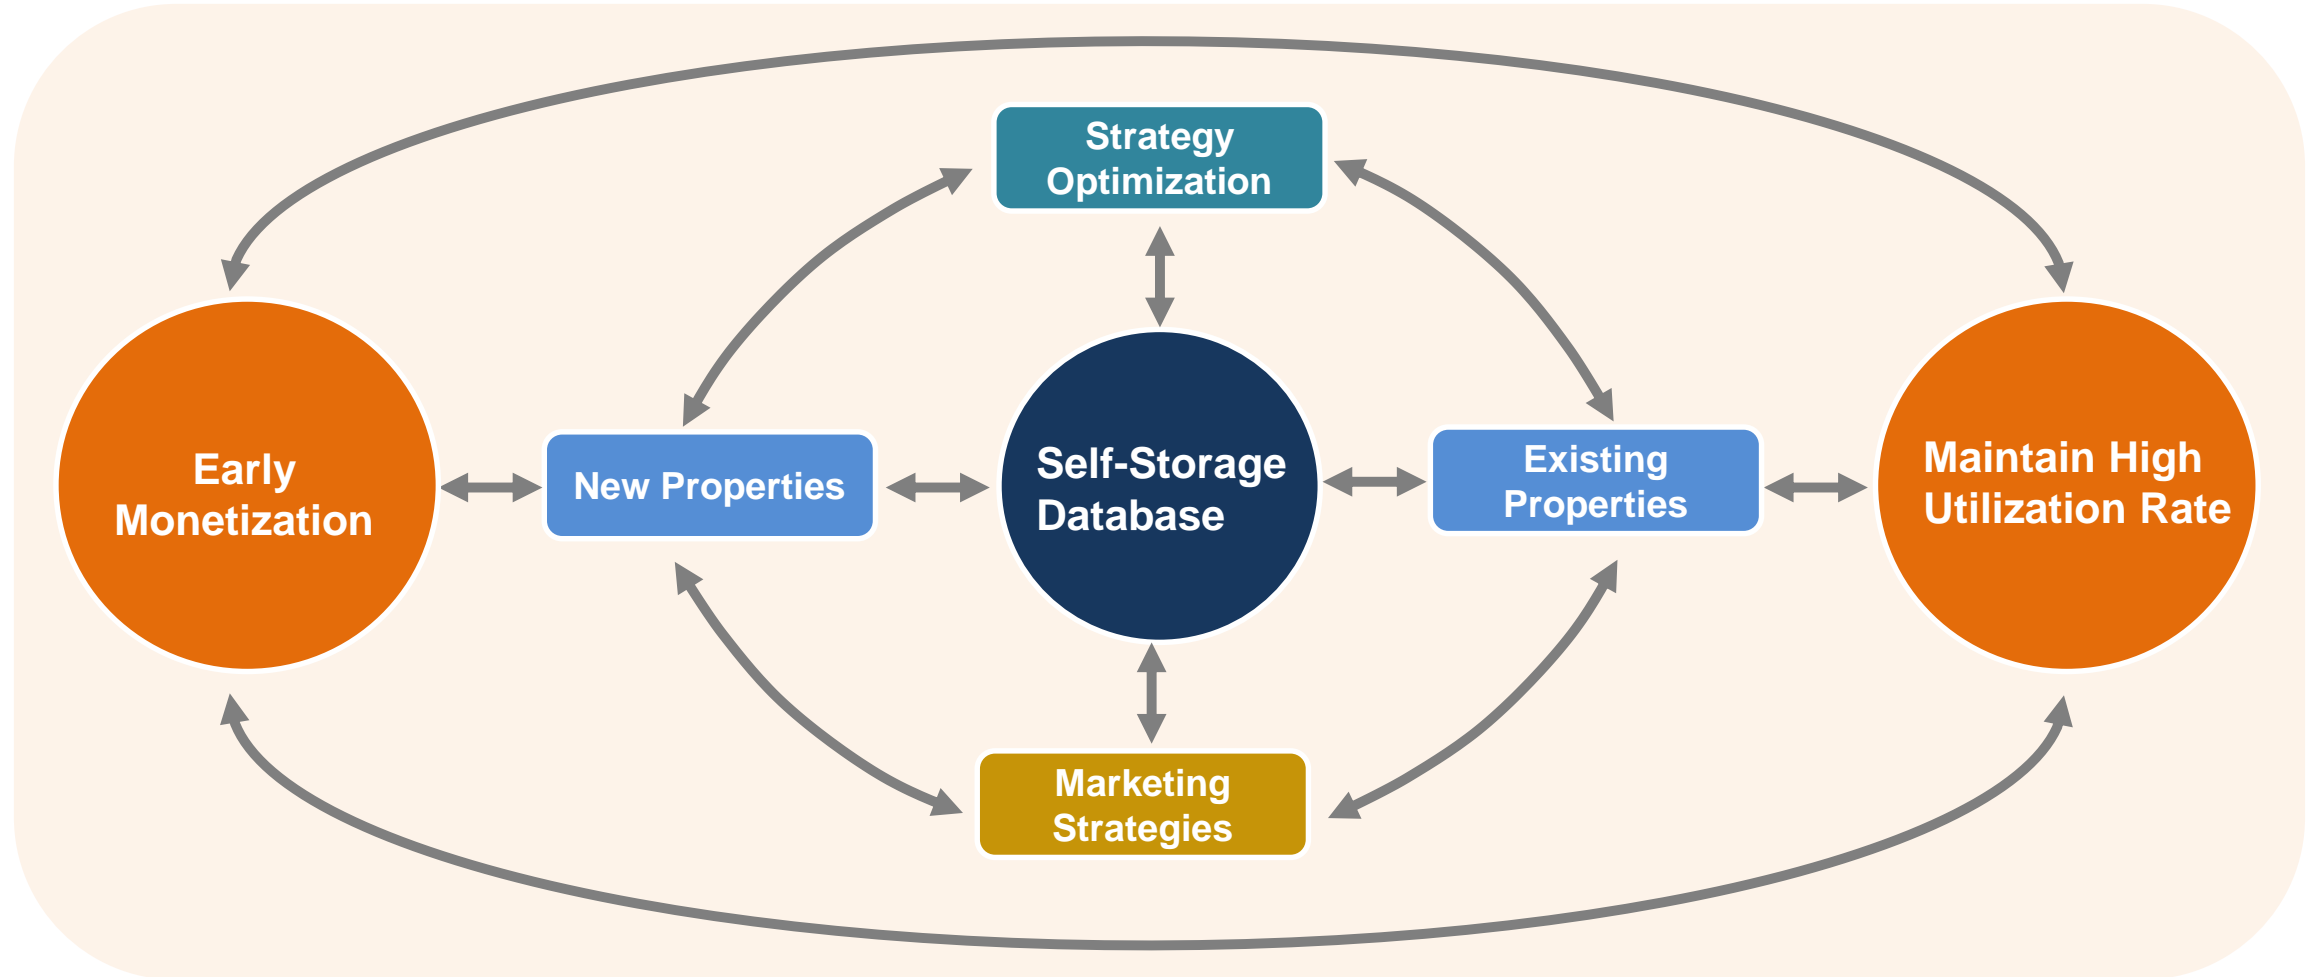 Strategy
Optimization
Early
Monetization
New Properties
Self-Storage
Database
Existing
Properties
Maintain High
Utilization Rate
Marketing
Strategies